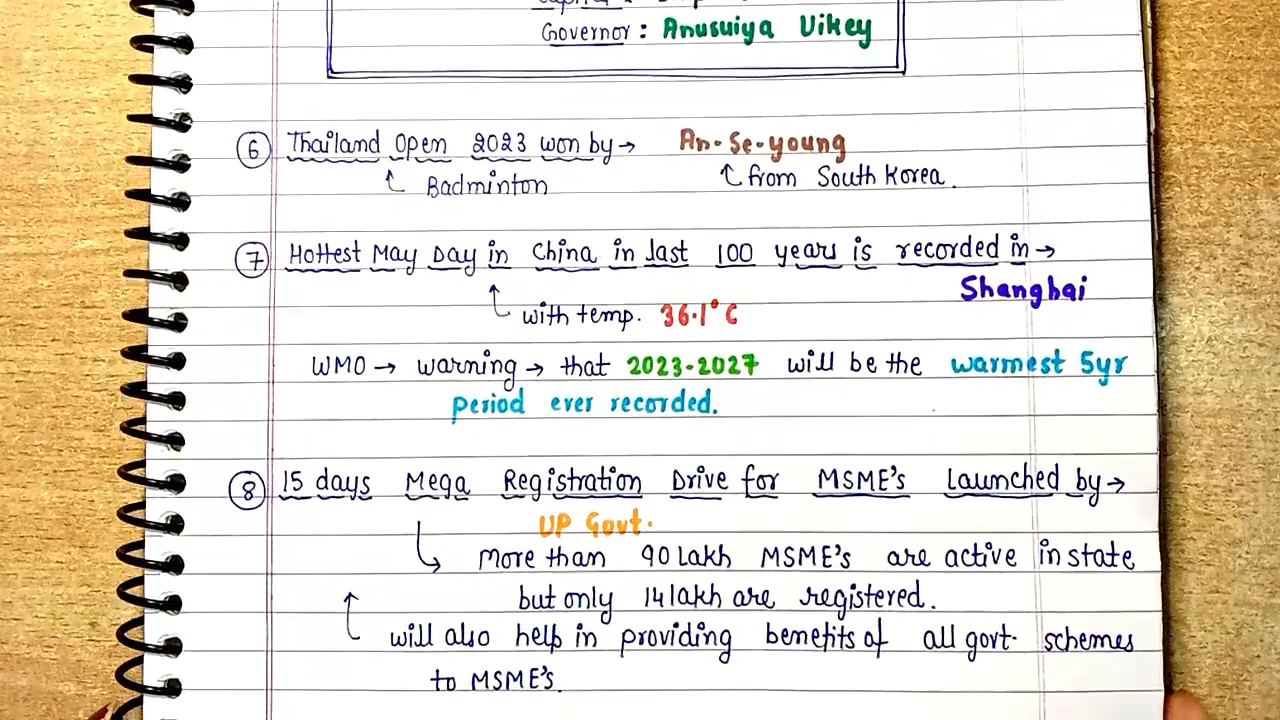 Governor : Anusuiya Uikey
6 Thailand Open 2023 won by → An-Se-young
Badminton from South Korea.
7 Hottest May Day in China in last 100 years is recorded in →
Shanghai
with temp. 36.1°C
WMO → warning → that 2023-2027 will be the warmest 5yr
period ever recorded.
8 15 days Mega Registration Drive for MSME's Launched by →
UP Govt.
More than 90 lakh MSME's are active in state
but only 14 lakh are registered.
will also help in providing benefits of all govt. schemes
to MSME's.